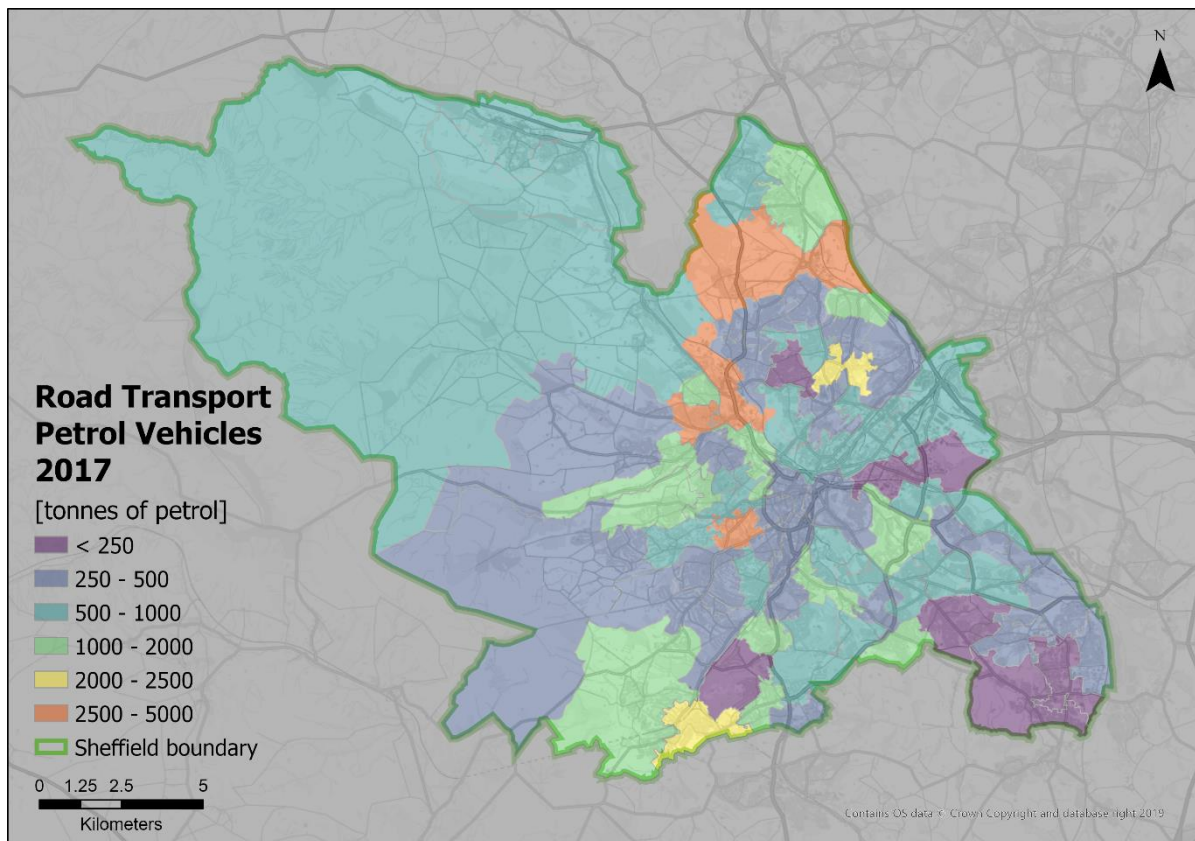 N
Road Transport
Petrol Vehicles
2017
[tonnes of petrol]
< 250
250 - 500
500 - 1000
1000 - 2000
2000 - 2500
2500 - 5000
Sheffield boundary
0 1.25 2.5 5
Kilometers
Contains OS data © Crown Copyright and database right 2019